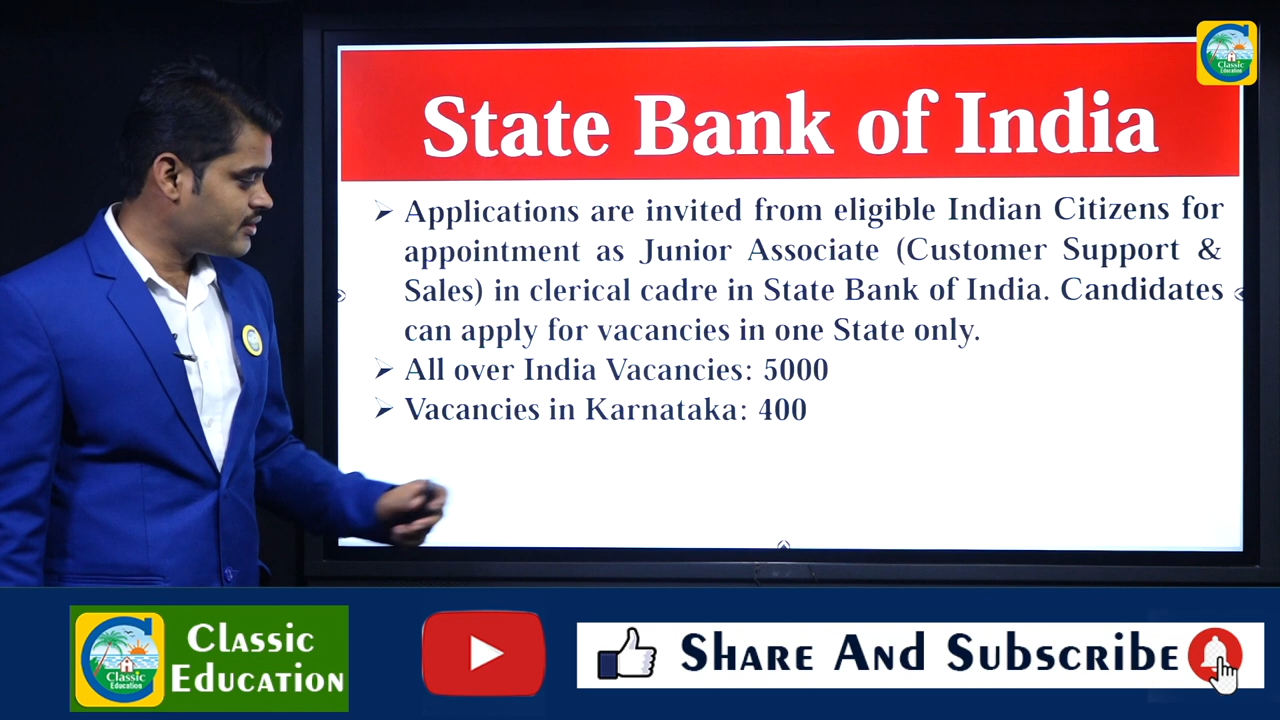 Classic
Education
State Bank of India
➢ Applications are invited from eligible Indian Citizens for
appointment as Junior Associate (Customer Support &
Sales) in clerical cadre in State Bank of India. Candidates
can apply for vacancies in one State only.
➢ All over India Vacancies: 5000
➢ Vacancies in Karnataka: 400
Classic
Education
Classic
Education
Share And Subscribe